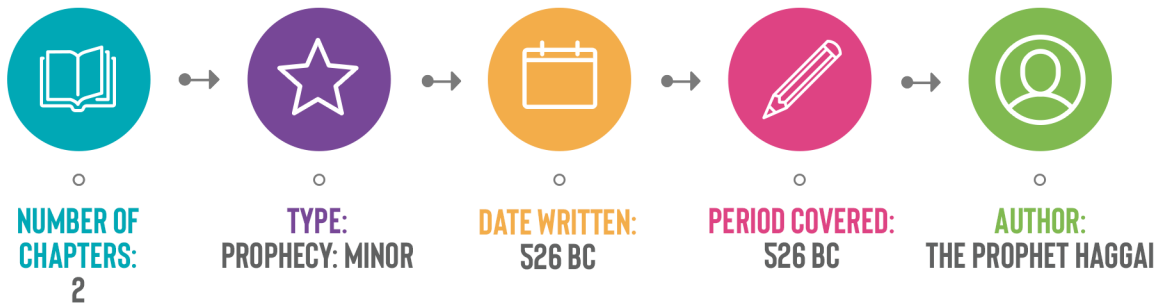 NUMBER OF
CHAPTERS:
2
TYPE:
PROPHECY: MINOR
DATE WRITTEN:
526 BC
PERIOD COVERED:
526 BC
AUTHOR:
THE PROPHET HAGGAI